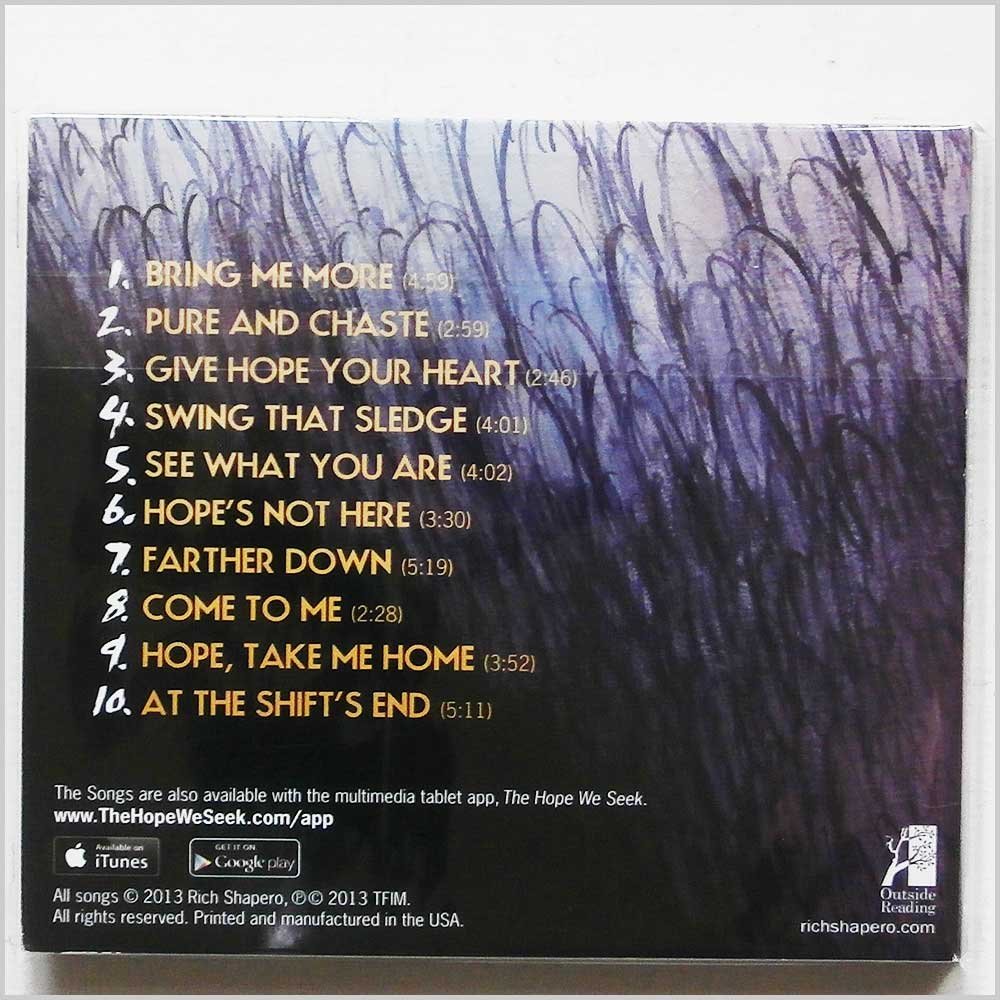 1. BRING ME MORE (4:59)
2. PURE AND CHASTE (2:59)
3. GIVE HOPE YOUR HEART (2:46)
4. SWING THAT SLEDGE (4:01)
5. SEE WHAT YOU ARE (4:02)
6. HOPE'S NOT HERE (3:30)
7. FARTHER DOWN (5:19)
8. COME TO ME (2:28)
9. HOPE, TAKE ME HOME (3:52)
10. AT THE SHIFT'S END (5:11)
The Songs are also available with the multimedia tablet app, The Hope We Seek.
www.TheHopeWeSeek.com/app
Available on
iTunes
GET IT ON
Google play
All songs © 2013 Rich Shapero, ℗© 2013 TFIM.
All rights reserved. Printed and manufactured in the USA.
Outside
Reading
richshapero.com